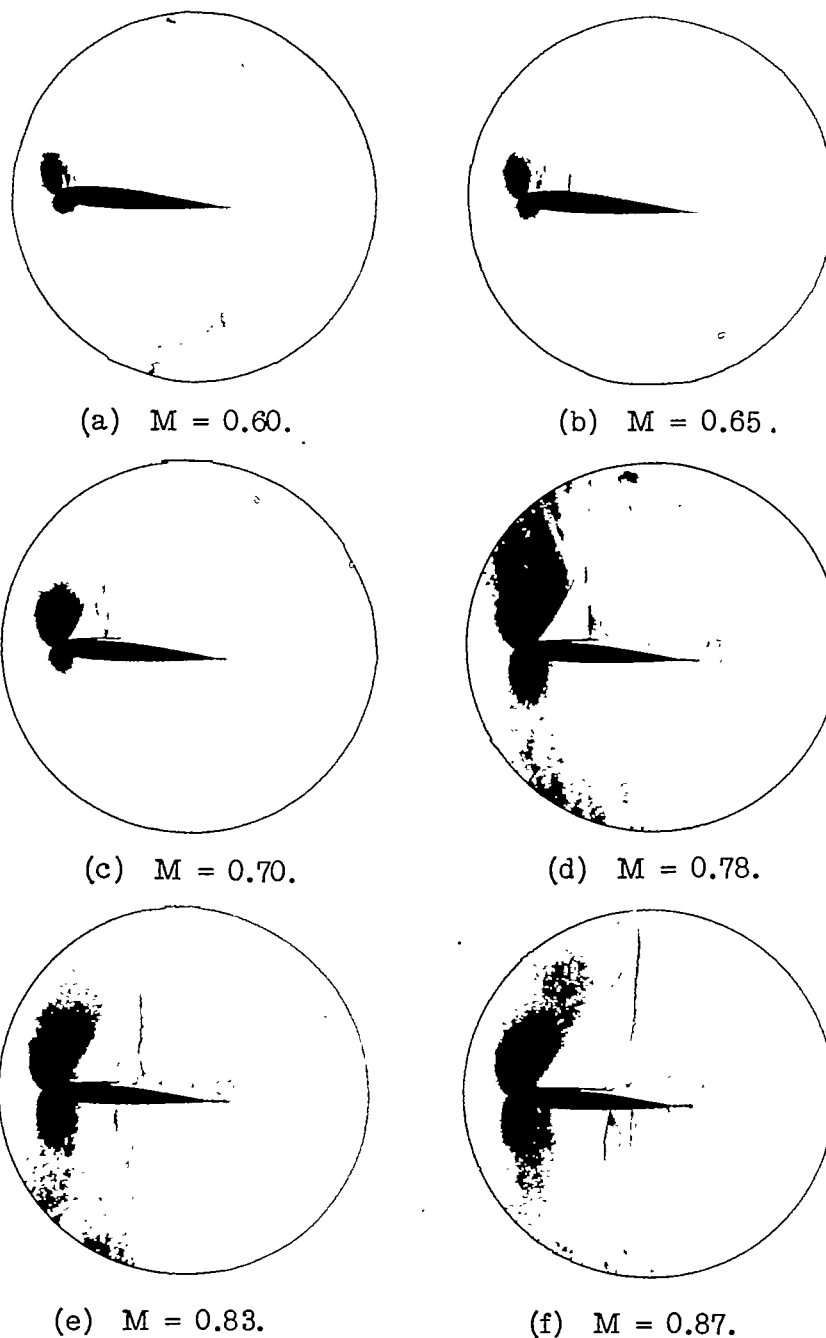 (a) M = 0.60.
(b) M = 0.65.
(c) M = 0.70.
(d) M = 0.78.
(e) M = 0.83.
(f) M = 0.87.